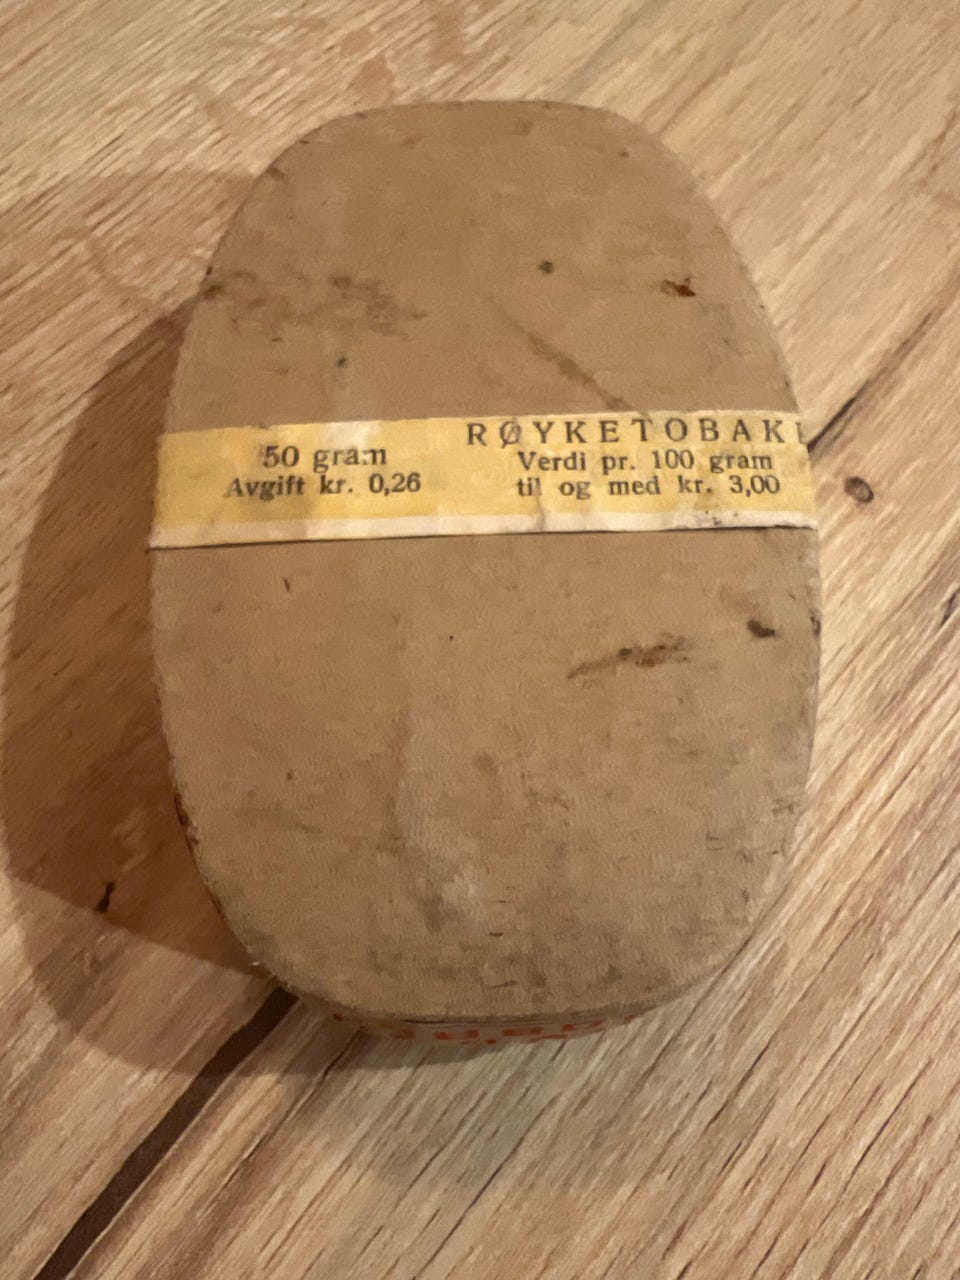 50 gram
Avgift kr. 0,26
RØYKETOBAKK
Verdi pr. 100 gram
til og med kr. 3,00